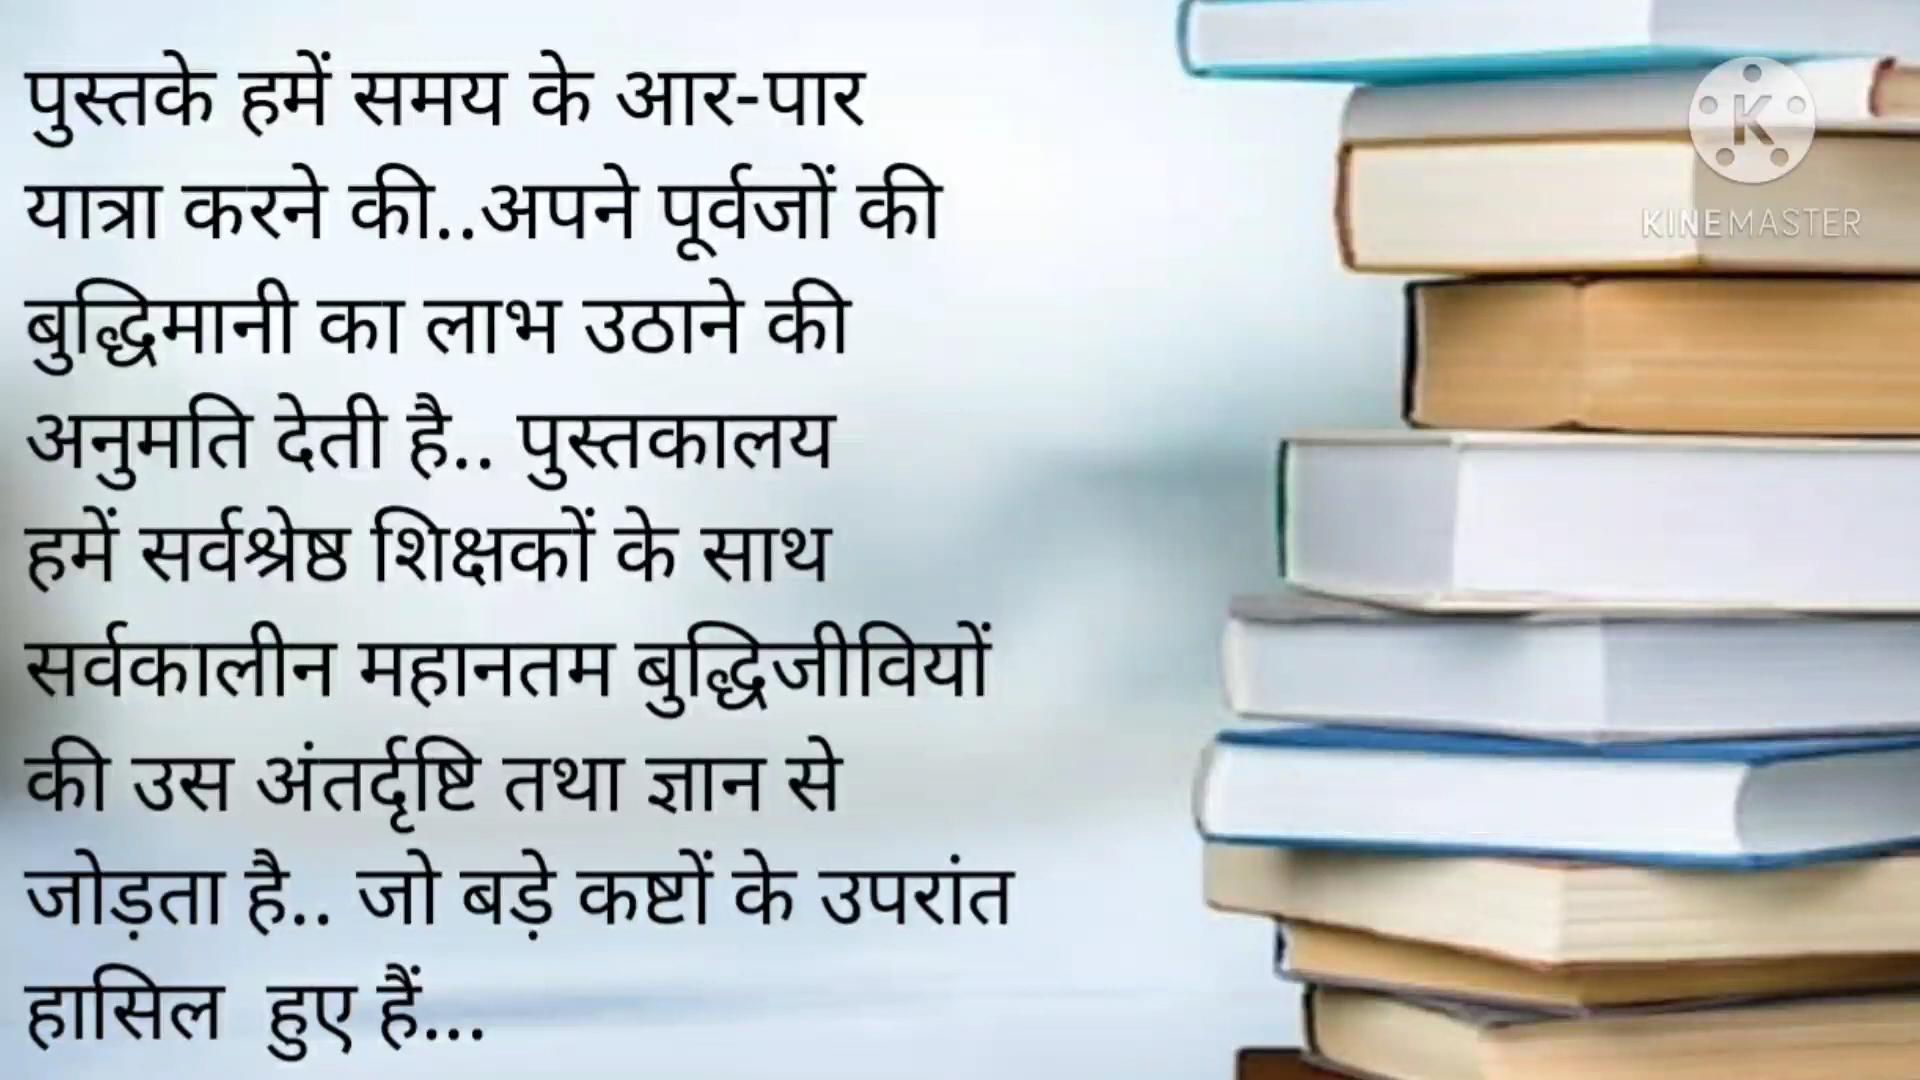 पुस्तके हमें समय के आर-पार
यात्रा करने की..अपने पूर्वजों की
बुद्धिमानी का लाभ उठाने की
अनुमति देती है.. पुस्तकालय
हमें सर्वश्रेष्ठ शिक्षकों के साथ
सर्वकालीन महानतम बुद्धिजीवियों
की उस अंतर्दृष्टि तथा ज्ञान से
जोड़ता है.. जो बड़े कष्टों के उपरांत
हासिल  हुए हैं...
K
KINEMASTER